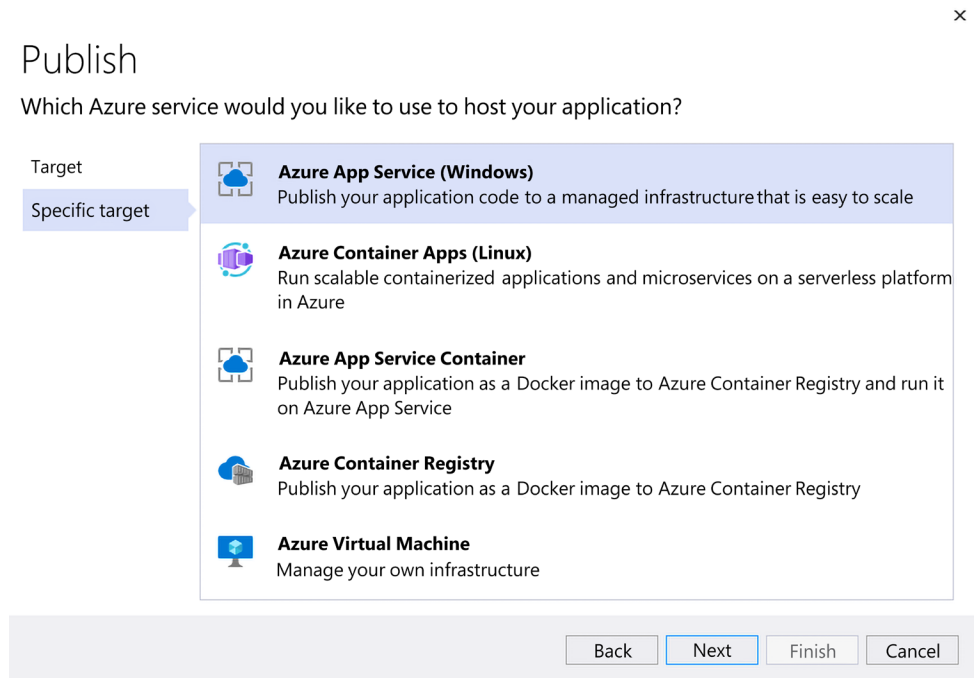 Publish
Which Azure service would you like to use to host your application?
Target
Specific target
Azure App Service (Windows)
Publish your application code to a managed infrastructure that is easy to scale
Azure Container Apps (Linux)
Run scalable containerized applications and microservices on a serverless platform
in Azure
Azure App Service Container
Publish your application as a Docker image to Azure Container Registry and run it
on Azure App Service
Azure Container Registry
Publish your application as a Docker image to Azure Container Registry
Azure Virtual Machine
Manage your own infrastructure
Back
Next
Finish
Cancel